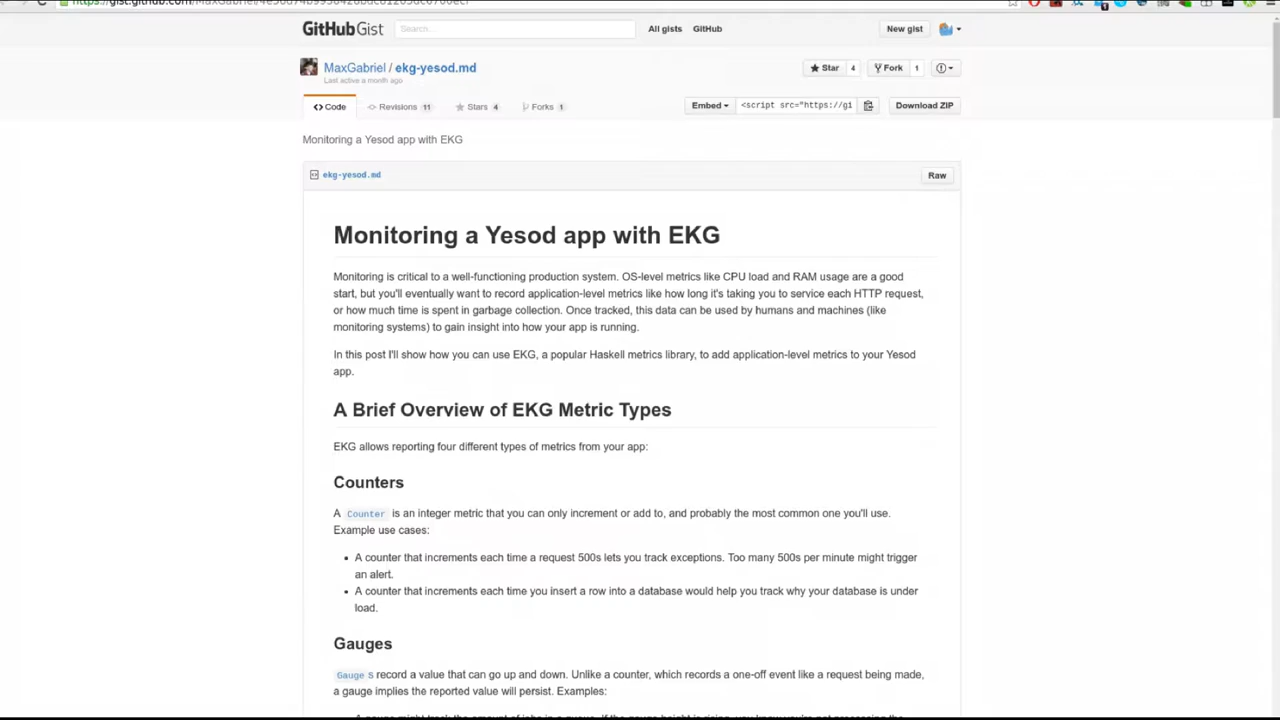 GitHub Gist Search... All gists GitHub New gist
MaxGabriel / ekg-yesod.md Star 4 Fork 1
Last active a month ago
Code Revisions 11 Stars 4 Forks 1 Embed <script src="https://gi Download ZIP
Monitoring a Yesod app with EKG
ekg-yesod.md Raw
Monitoring a Yesod app with EKG
Monitoring is critical to a well-functioning production system. OS-level metrics like CPU load and RAM usage are a good
start, but you'll eventually want to record application-level metrics like how long it's taking you to service each HTTP request,
or how much time is spent in garbage collection. Once tracked, this data can be used by humans and machines (like
monitoring systems) to gain insight into how your app is running.
In this post I'll show how you can use EKG, a popular Haskell metrics library, to add application-level metrics to your Yesod
app.
A Brief Overview of EKG Metric Types
EKG allows reporting four different types of metrics from your app:
Counters
A Counter is an integer metric that you can only increment or add to, and probably the most common one you'll use.
Example use cases:
• A counter that increments each time a request 500s lets you track exceptions. Too many 500s per minute might trigger
an alert.
• A counter that increments each time you insert a row into a database would help you track why your database is under
load.
Gauges
Gauge s record a value that can go up and down. Unlike a counter, which records a one-off event like a request being made,
a gauge implies the reported value will persist. Examples: